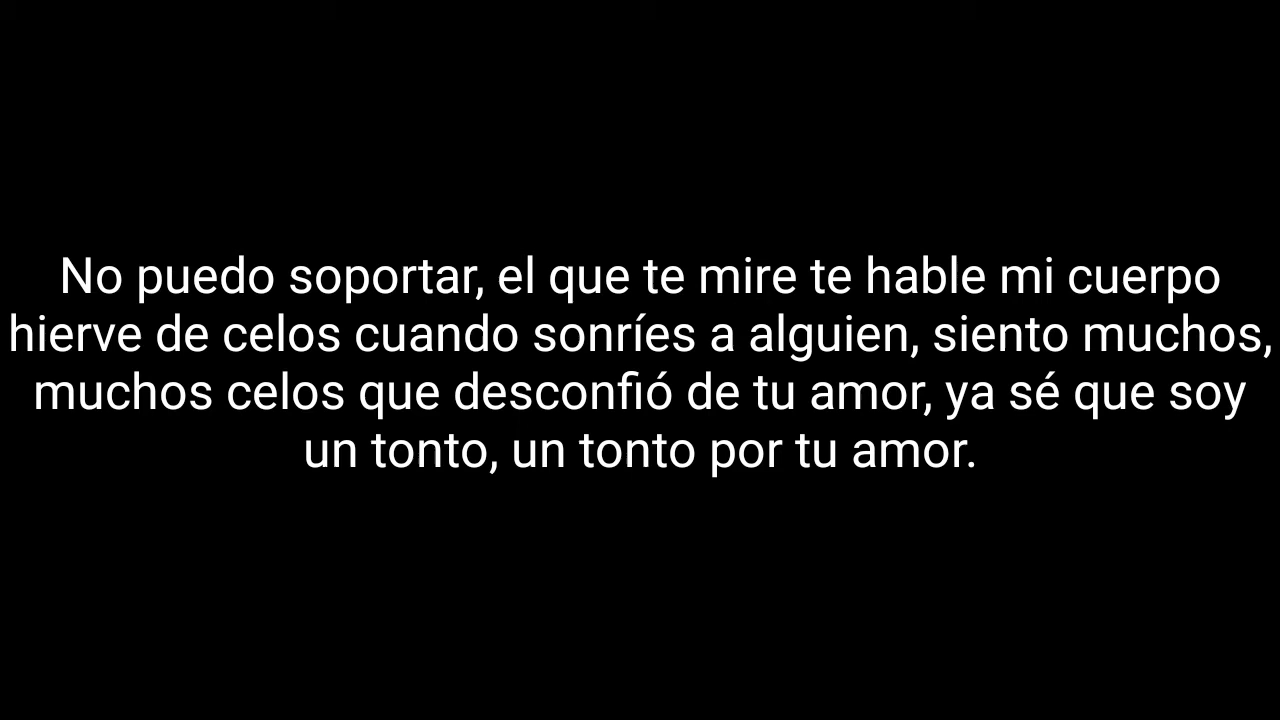 No puedo soportar, el que te mire te hable mi cuerpo
hierve de celos cuando sonríes a alguien, siento muchos,
muchos celos que desconfió de tu amor, ya sé que soy
un tonto, un tonto por tu amor.